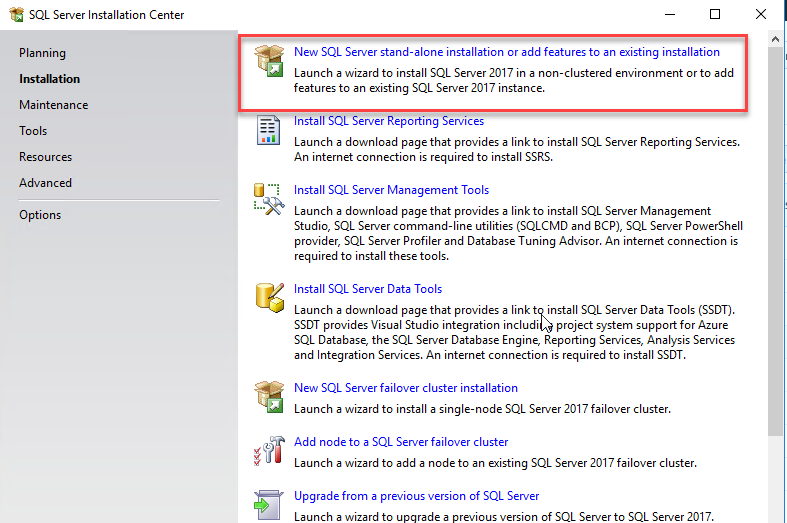 SQL Server Installation Center
Planning
Installation
Maintenance
Tools
Resources
Advanced
Options
New SQL Server stand-alone installation or add features to an existing installation
Launch a wizard to install SQL Server 2017 in a non-clustered environment or to add
features to an existing SQL Server 2017 instance.
Install SQL Server Reporting Services
Launch a download page that provides a link to install SQL Server Reporting Services.
An internet connection is required to install SSRS.
Install SQL Server Management Tools
Launch a download page that provides a link to install SQL Server Management
Studio, SQL Server command-line utilities (SQLCMD and BCP), SQL Server PowerShell
provider, SQL Server Profiler and Database Tuning Advisor. An internet connection is
required to install these tools.
Install SQL Server Data Tools
Launch a download page that provides a link to install SQL Server Data Tools (SSDT).
SSDT provides Visual Studio integration including project system support for Azure
SQL Database, the SQL Server Database Engine, Reporting Services, Analysis Services
and Integration Services. An internet connection is required to install SSDT.
New SQL Server failover cluster installation
Launch a wizard to install a single-node SQL Server 2017 failover cluster.
Add node to a SQL Server failover cluster
Launch a wizard to add a node to an existing SQL Server 2017 failover cluster.
Upgrade from a previous version of SQL Server
Launch a wizard to upgrade a previous version of SQL Server to SQL Server 2017.